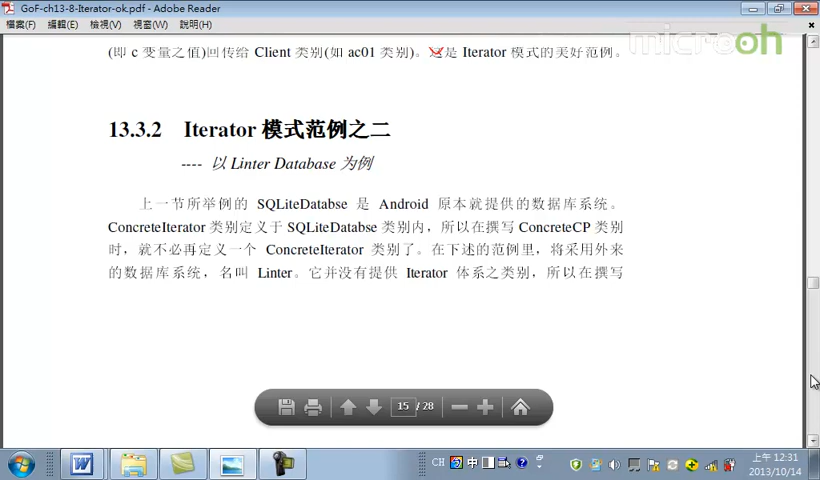 GoF-ch13-8-Iterator-ok.pdf - Adobe Reader
檔案(F) 編輯(E) 檢視(V) 視窗(W) 說明(H)
microoh
(即 c 变量之值)回传给 Client 类别(如 ac01 类别)。这是 Iterator 模式的美好范例。
13.3.2 Iterator 模式范例之二
---- 以 Linter Database 为例
上一节所举例的 SQLiteDatabse 是 Android 原本就提供的数据库系统。
ConcreteIterator 类别定义于 SQLiteDatabse 类别内，所以在撰写 ConcreteCP 类别
时，就不必再定义一个 ConcreteIterator 类别了。在下述的范例里，将采用外来
的数据库系统，名叫 Linter。它并没有提供 Iterator 体系之类别，所以在撰写
15 / 28
CH 中
上午 12:31
2013/10/14